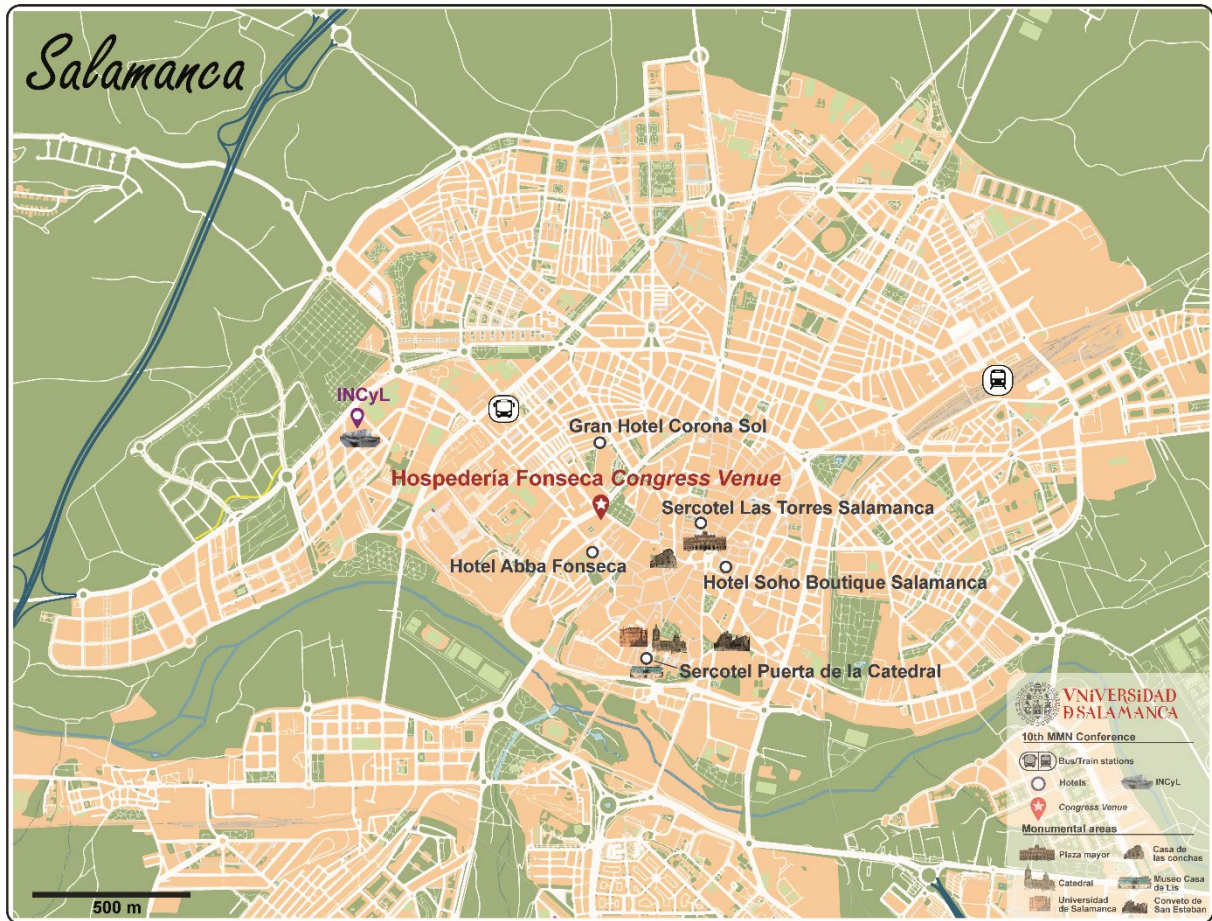 Salamanca
INCyL
Gran Hotel Corona Sol
Hospedería Fonseca Congress Venue
Sercotel Las Torres Salamanca
Hotel Abba Fonseca
Hotel Soho Boutique Salamanca
Sercotel Puerta de la Catedral
VNiVERSiDAD
D SALAMANCA
10th MMN Conference
Bus/Train stations
Hotels
INCyL
Congress Venue
Monumental areas
Plaza mayor
Casa de
las conchas
Catedral
Museo Casa
de Lis
Universidad
de Salamanca
Conveto de
San Esteban
500 m